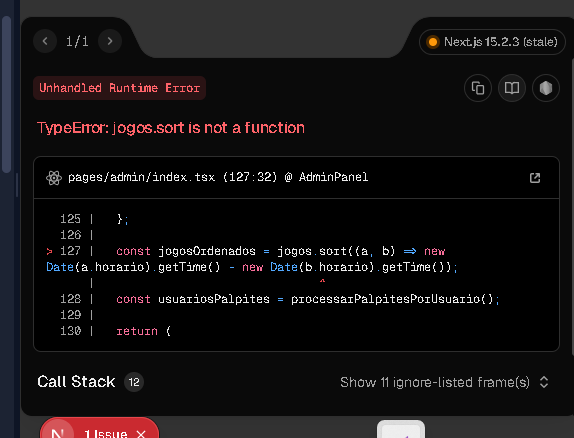 1/1
Next.js 15.2.3 (stale)
Unhandled Runtime Error
TypeError: jogos.sort is not a function
pages/admin/index.tsx (127:32) @ AdminPanel
125 | };
126 |
> 127 | const jogosOrdenados = jogos.sort((a, b) => new
Date(a.horario).getTime() - new Date(b.horario).getTime());
| ^
128 | const usuariosPalpites = processarPalpitesPorUsuario();
129 |
130 | return (
Call Stack 12
Show 11 ignore-listed frame(s)
N 1 Issue